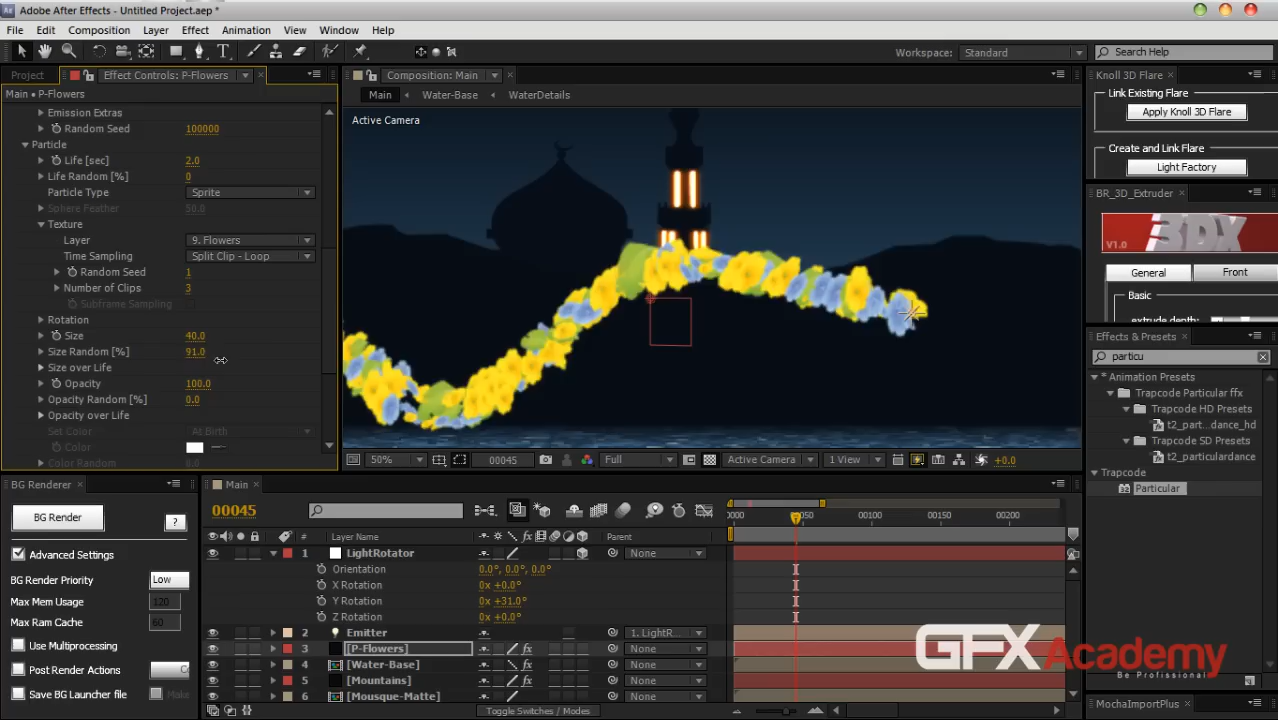 Adobe After Effects - Untitled Project.aep *
File Edit Composition Layer Effect Animation View Window Help
Workspace: Standard Search Help
Project Effect Controls: P-Flowers
Main • P-Flowers
Emission Extras
Random Seed 100000
Particle
Life [sec] 2.0
Life Random [%] 0
Particle Type Sprite
Sphere Feather 50.0
Texture
Layer 9. Flowers
Time Sampling Split Clip - Loop
Random Seed 1
Number of Clips 3
Subframe Sampling
Rotation
Size 40.0
Size Random [%] 91.0
Size over Life
Opacity 100.0
Opacity Random [%] 0.0
Opacity over Life
Set Color At Birth
Color
Color Random 0.0
Composition: Main
Main Water-Base WaterDetails
Active Camera
50% 00045 Full Active Camera 1 View +0.0
Knoll 3D Flare
Link Existing Flare
Apply Knoll 3D Flare
Create and Link Flare
Light Factory
BR_3D_Extruder
V1.0 3DX
General Front
Basic
extrude depth:
Effects & Presets
particu
* Animation Presets
Trapcode Particular ffx
Trapcode HD Presets
t2_part...dance_hd
Trapcode SD Presets
t2_particulardance
Trapcode
Particular
BG Renderer
BG Render ?
Advanced Settings
BG Render Priority Low
Max Mem Usage 120
Max Ram Cache 60
Use Multiprocessing
Post Render Actions
Save BG Launcher file
Main
00045
0000 00050 00100 00150 00200
# Layer Name Parent
1 LightRotator None
Orientation 0.0°, 0.0°, 0.0°
X Rotation 0x +0.0°
Y Rotation 0x +31.0°
Z Rotation 0x +0.0°
2 Emitter 1. LightR...
3 [P-Flowers] None
4 [Water-Base] None
5 [Mountains] None
6 [Mousque-Matte] None
Toggle Switches / Modes
GFXAcademy
Be Profissional
MochaImportPlus